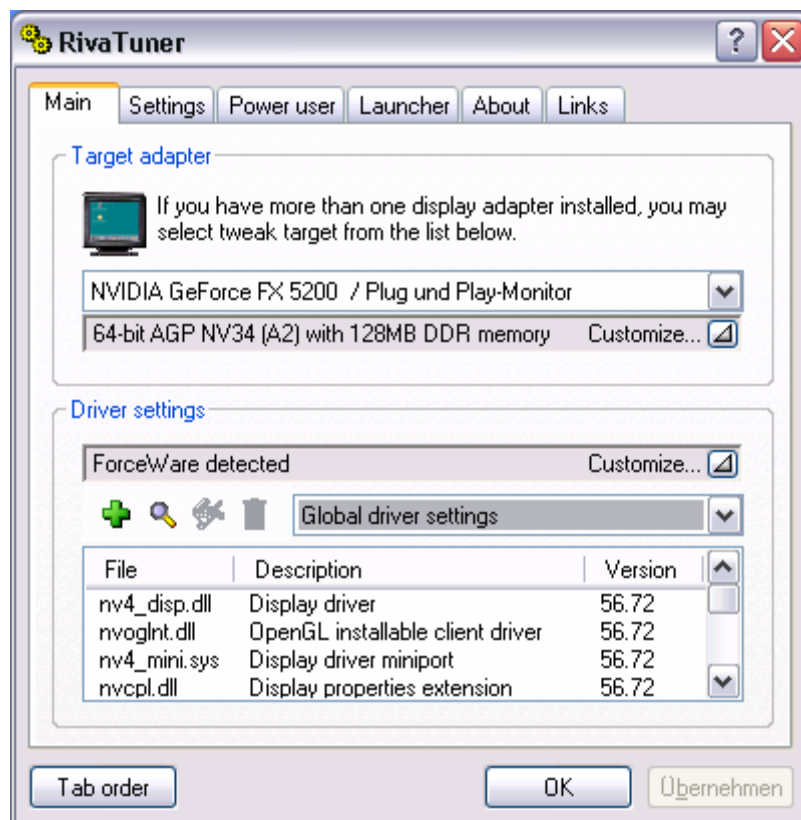 RivaTuner
Main Settings Power user Launcher About Links
Target adapter
If you have more than one display adapter installed, you may
select tweak target from the list below.
NVIDIA GeForce FX 5200 / Plug und Play-Monitor
64-bit AGP NV34 (A2) with 128MB DDR memory Customize...
Driver settings
ForceWare detected Customize...
Global driver settings
File Description Version
nv4_disp.dll Display driver 56.72
nvoglnt.dll OpenGL installable client driver 56.72
nv4_mini.sys Display driver miniport 56.72
nvcpl.dll Display properties extension 56.72
Tab order OK Übernehmen